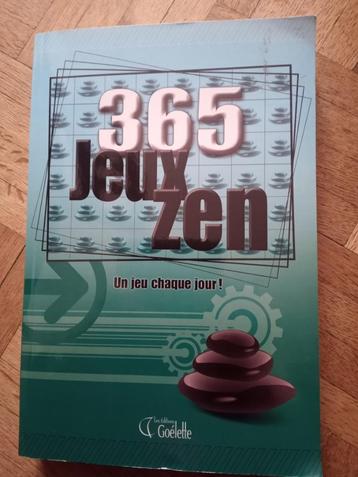 365
Jeux
zen
Un jeu chaque jour !
Les éditions
Goélette